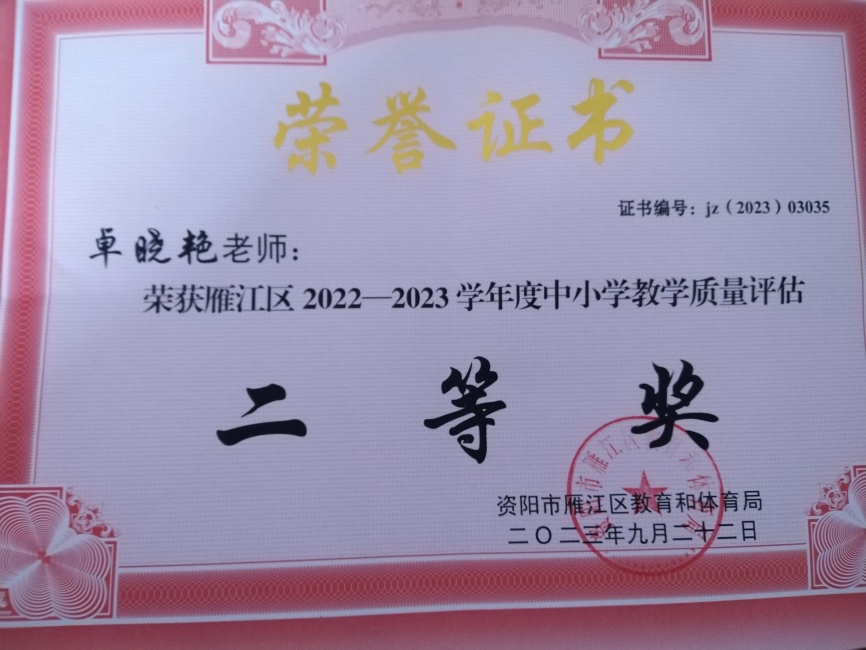 荣誉证书
证书编号：jz（2023）03035
卓晓艳老师：
荣获雁江区2022—2023学年度中小学教学质量评估
二等奖
资阳市雁江区教育和体育局
二〇二三年九月二十二日